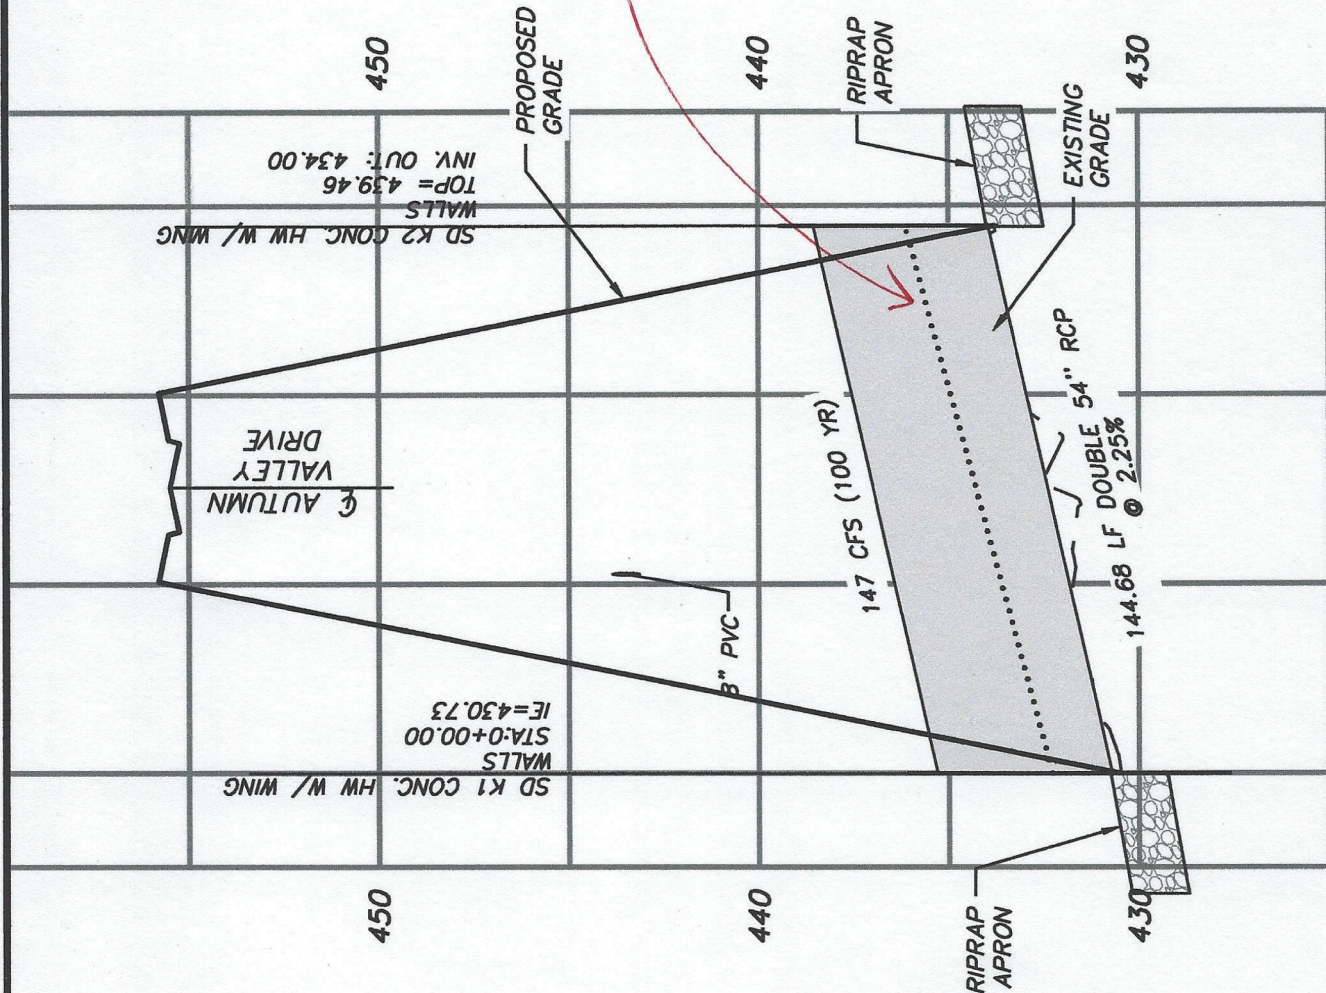 450
440
430
PROPOSED
GRADE
RIPRAP
APRON
EXISTING
GRADE
SD K2 CONC. HW W/ WING
WALLS
TOP= 439.46
INV. OUT: 434.00
℄ AUTUMN
VALLEY
DRIVE
147 CFS (100 YR)
144.68 LF DOUBLE 54" RCP
@ 2.25%
8" PVC
SD K1 CONC. HW W/ WING
WALLS
STA:0+00.00
IE=430.73
450
440
430
RIPRAP
APRON